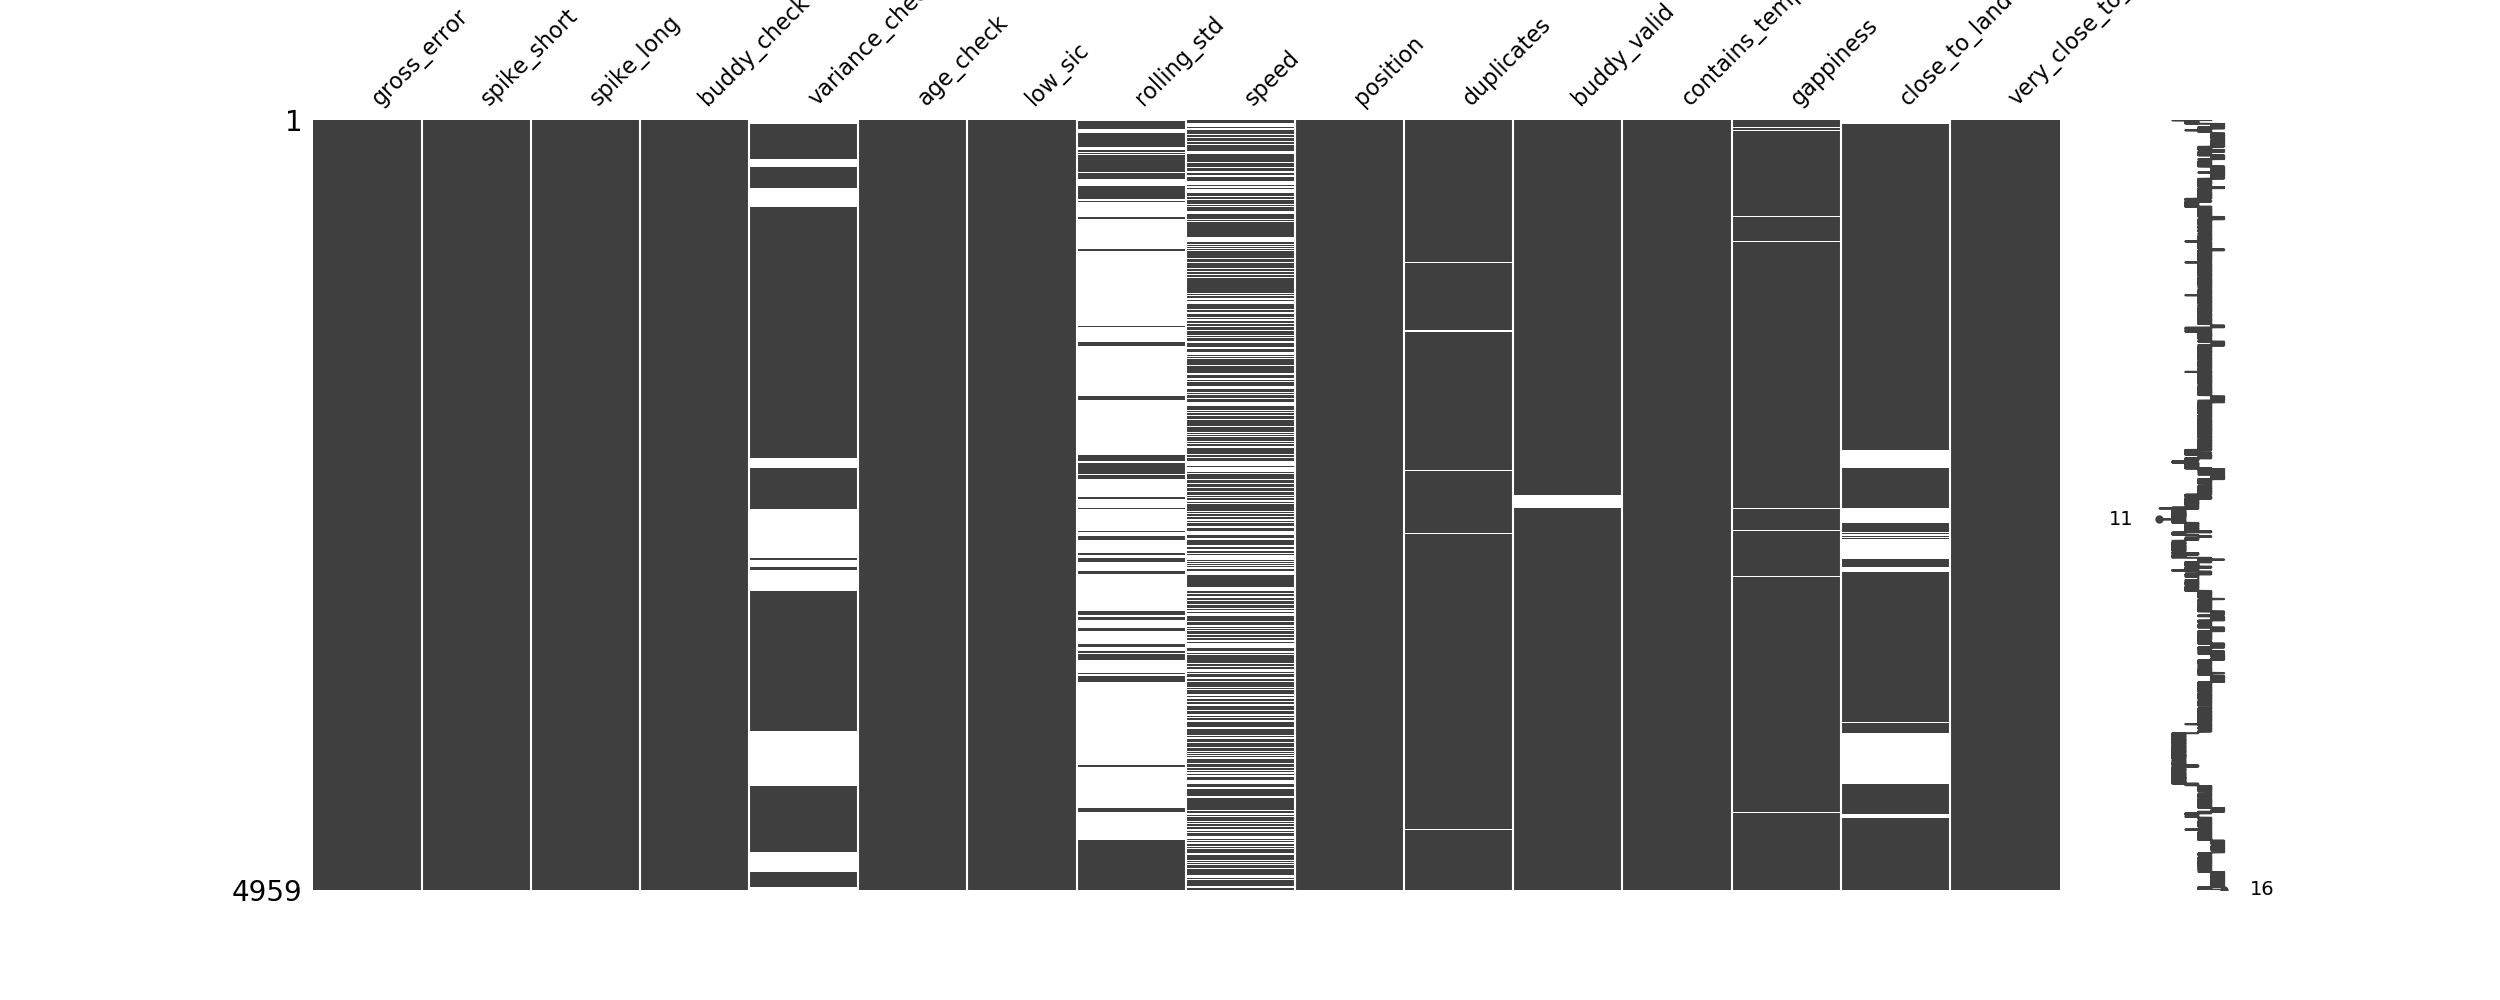 gross_error
spike_short
spike_long
buddy_check
age_check
low_sic
rolling_std
speed
position
duplicates
buddy_valid
gappiness
close_to_land
1
11
4959
16